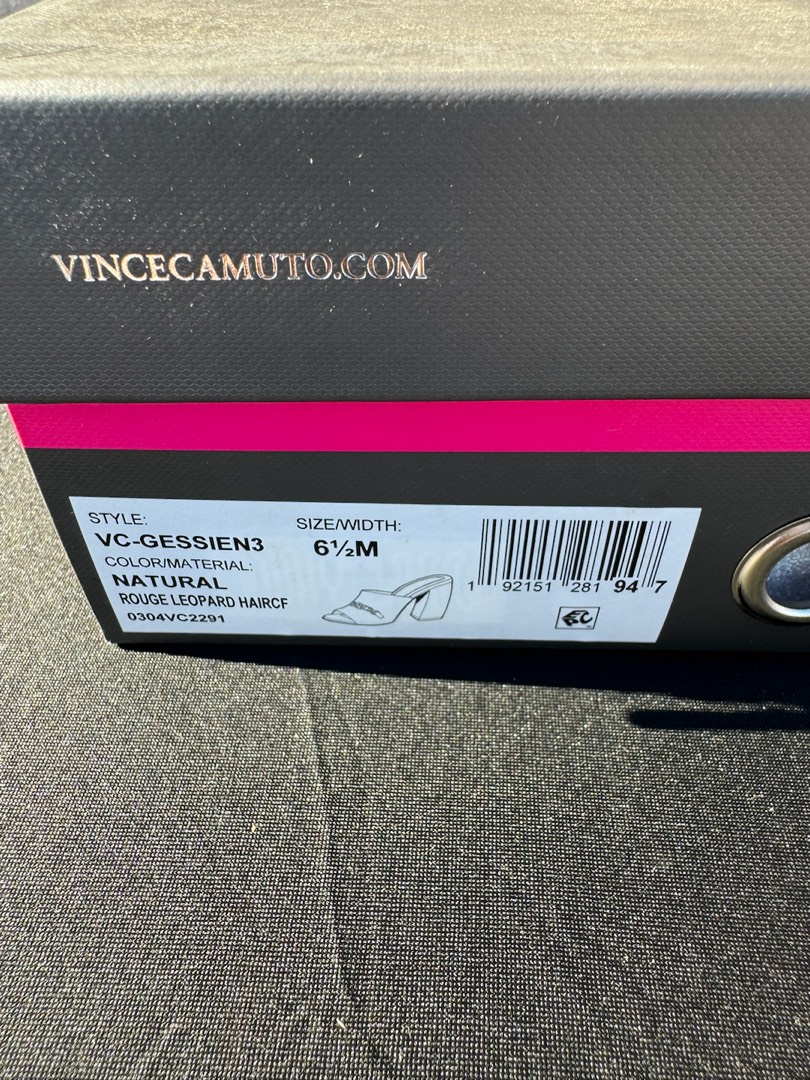 VINCECAMUTO.COM
STYLE:
VC-GESSIEN3
COLOR/MATERIAL:
NATURAL
ROUGE LEOPARD HAIRCF
0304VC2291
SIZE/WIDTH:
6½M
1 92151 281 94 7